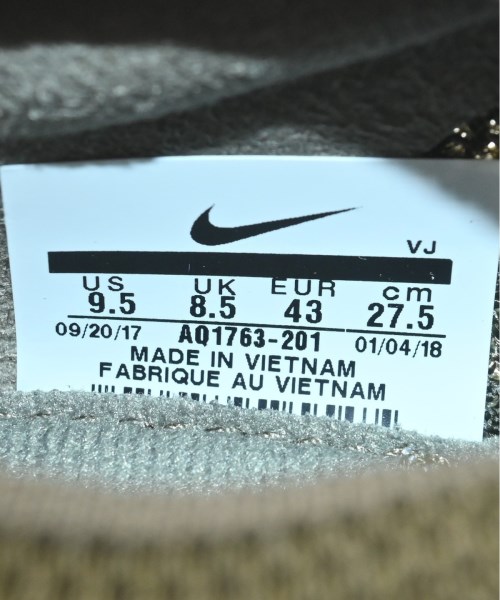 VJ
US UK EUR cm
9.5 8.5 43 27.5
09/20/17 AQ1763-201 01/04/18
MADE IN VIETNAM
FABRIQUE AU VIETNAM